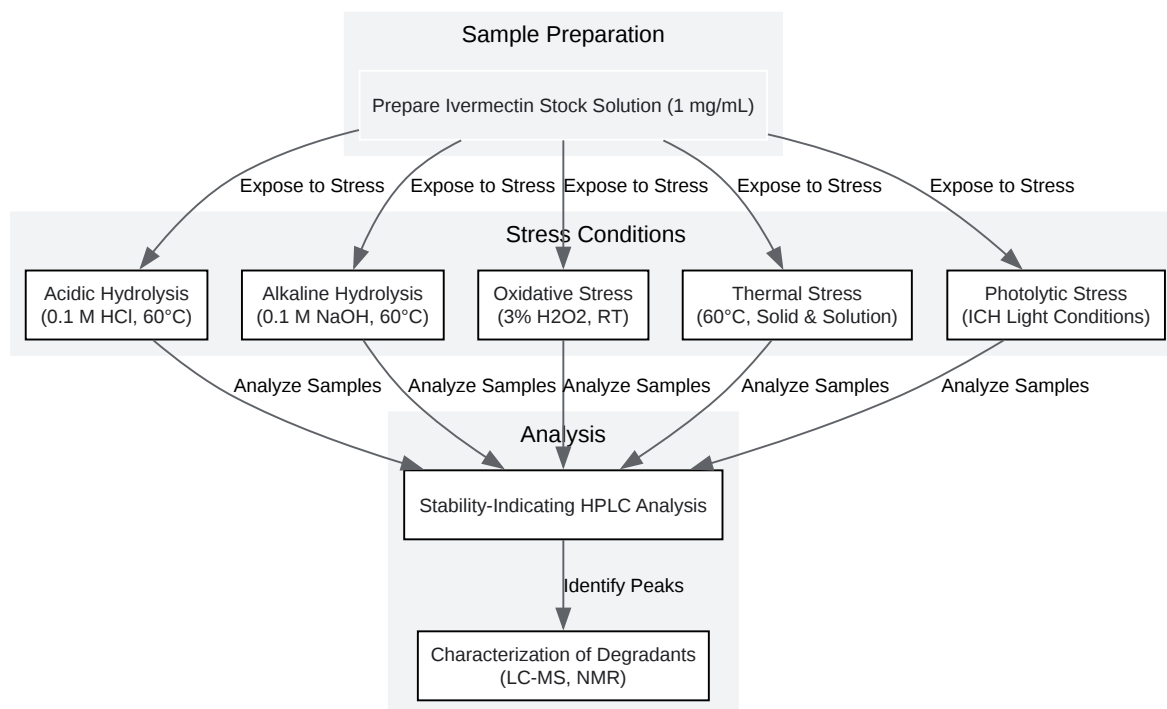 Sample Preparation
Prepare Ivermectin Stock Solution (1 mg/mL)
Expose to Stress
Expose to Stress
Expose to Stress
Expose to Stress
Expose to Stress
Stress Conditions
Acidic Hydrolysis
(0.1 M HCl, 60°C)
Alkaline Hydrolysis
(0.1 M NaOH, 60°C)
Oxidative Stress
(3% H2O2, RT)
Thermal Stress
(60°C, Solid & Solution)
Photolytic Stress
(ICH Light Conditions)
Analyze Samples
Analyze Samples
Analyze Samples
Analyze Samples
Analyze Samples
Analysis
Stability-Indicating HPLC Analysis
Identify Peaks
Characterization of Degradants
(LC-MS, NMR)